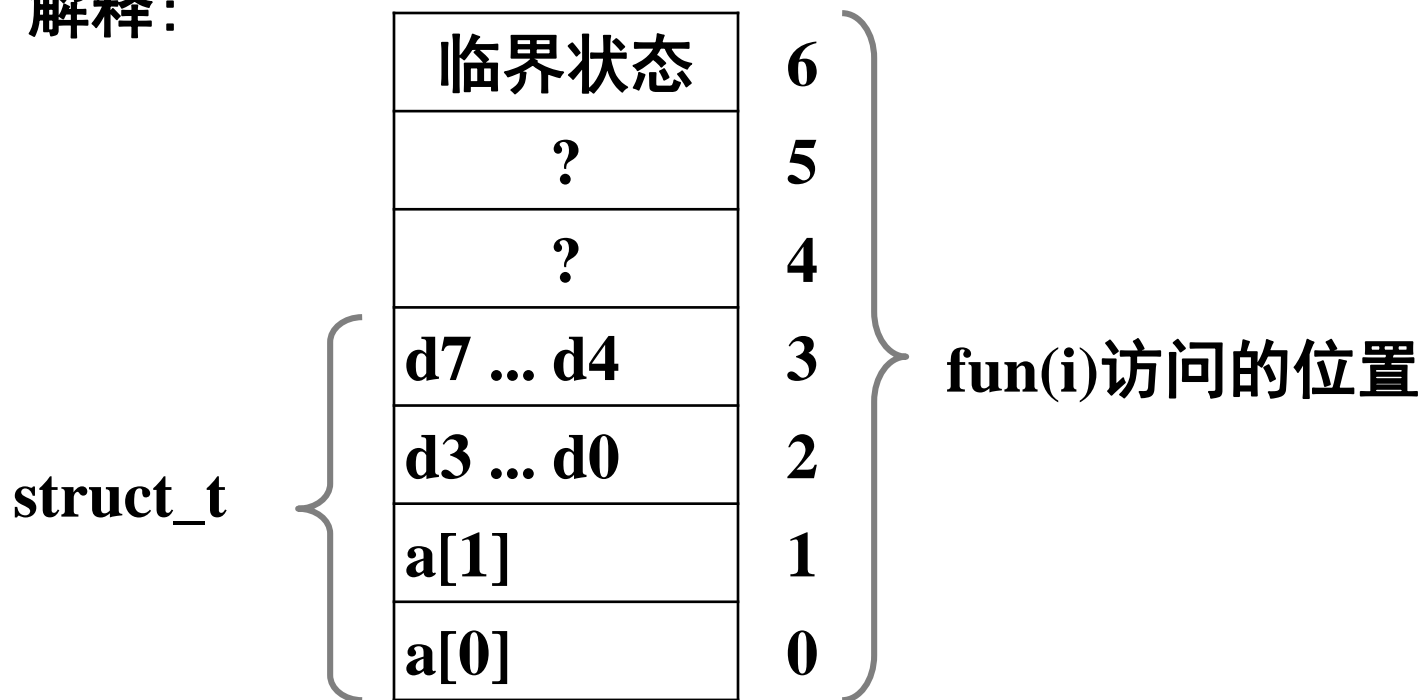 解释:
临界状态 6
? 5
? 4
d7 ... d4 3
d3 ... d0 2
a[1] 1
a[0] 0
struct_t
fun(i)访问的位置